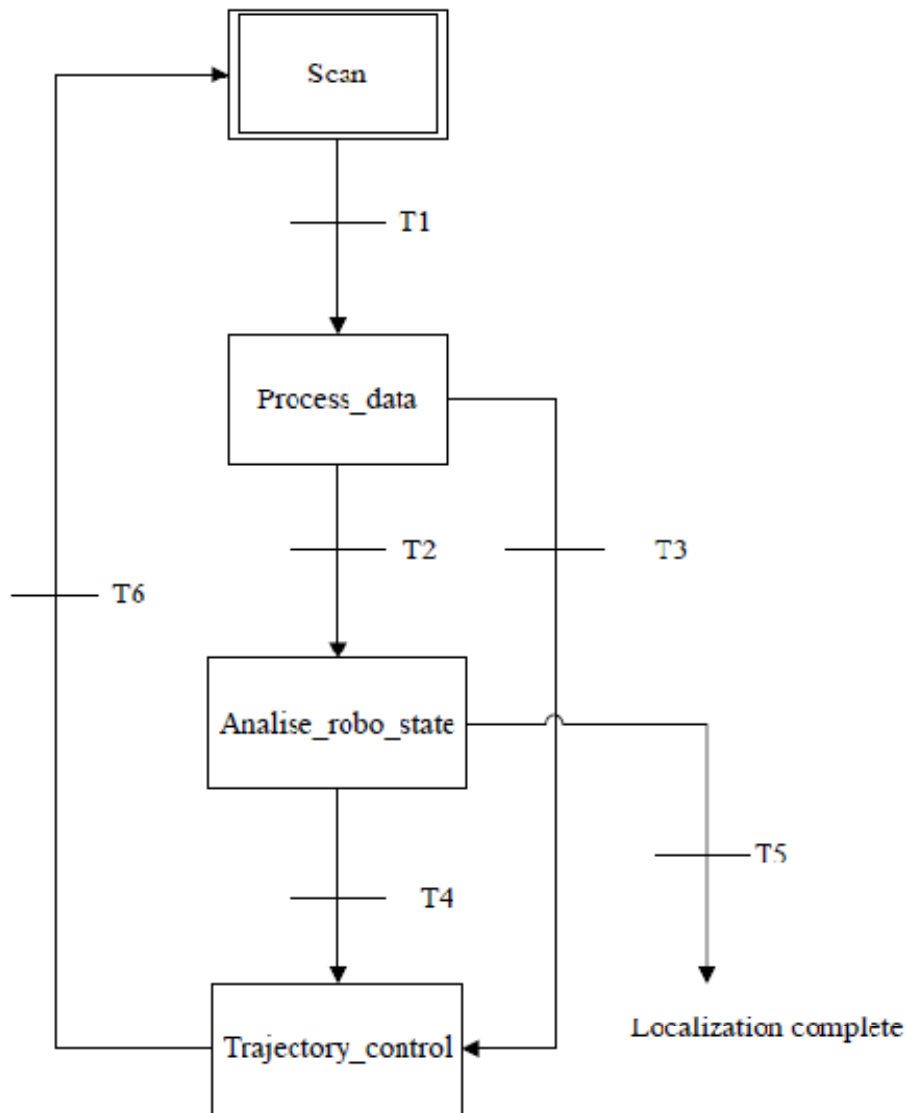 Scan
T1
Process_data
T2
T3
T6
Analise_robo_state
T5
T4
Localization complete
Trajectory_control